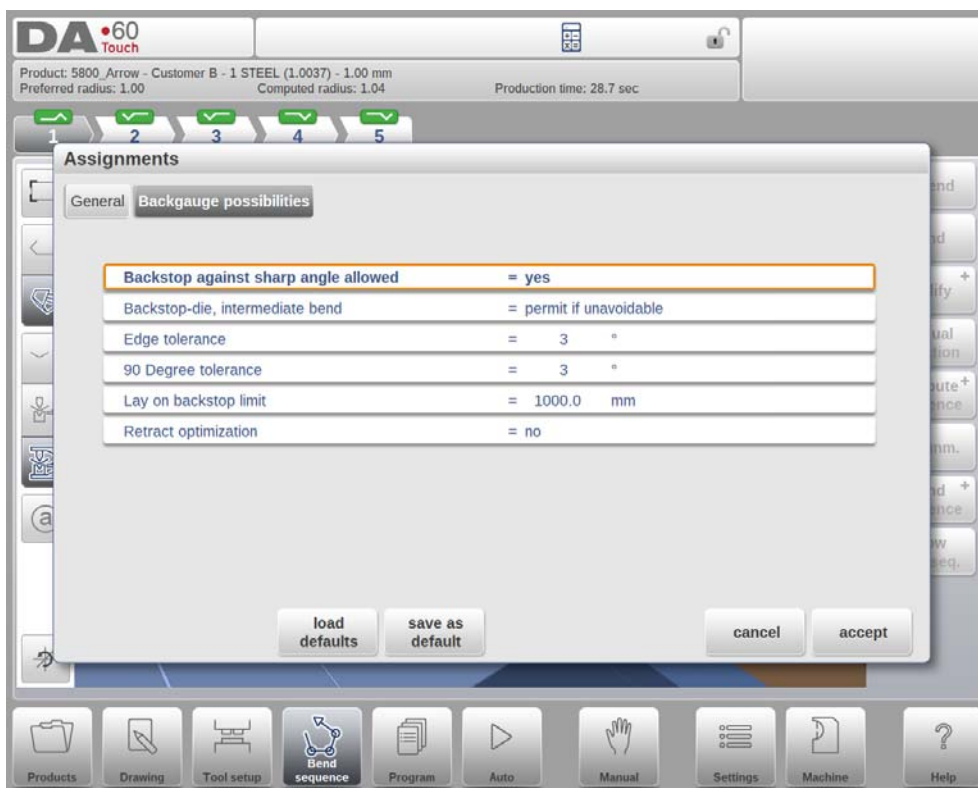 DA•60
Touch
Product: 5800_Arrow - Customer B - 1 STEEL (1.0037) - 1.00 mm
Preferred radius: 1.00 Computed radius: 1.04 Production time: 28.7 sec
1 2 3 4 5
Assignments
General Backgauge possibilities
Backstop against sharp angle allowed = yes
Backstop-die, intermediate bend = permit if unavoidable
Edge tolerance = 3 °
90 Degree tolerance = 3 °
Lay on backstop limit = 1000.0 mm
Retract optimization = no
load defaults save as default cancel accept
Products Drawing Tool setup Bend sequence Program Auto Manual Settings Machine Help